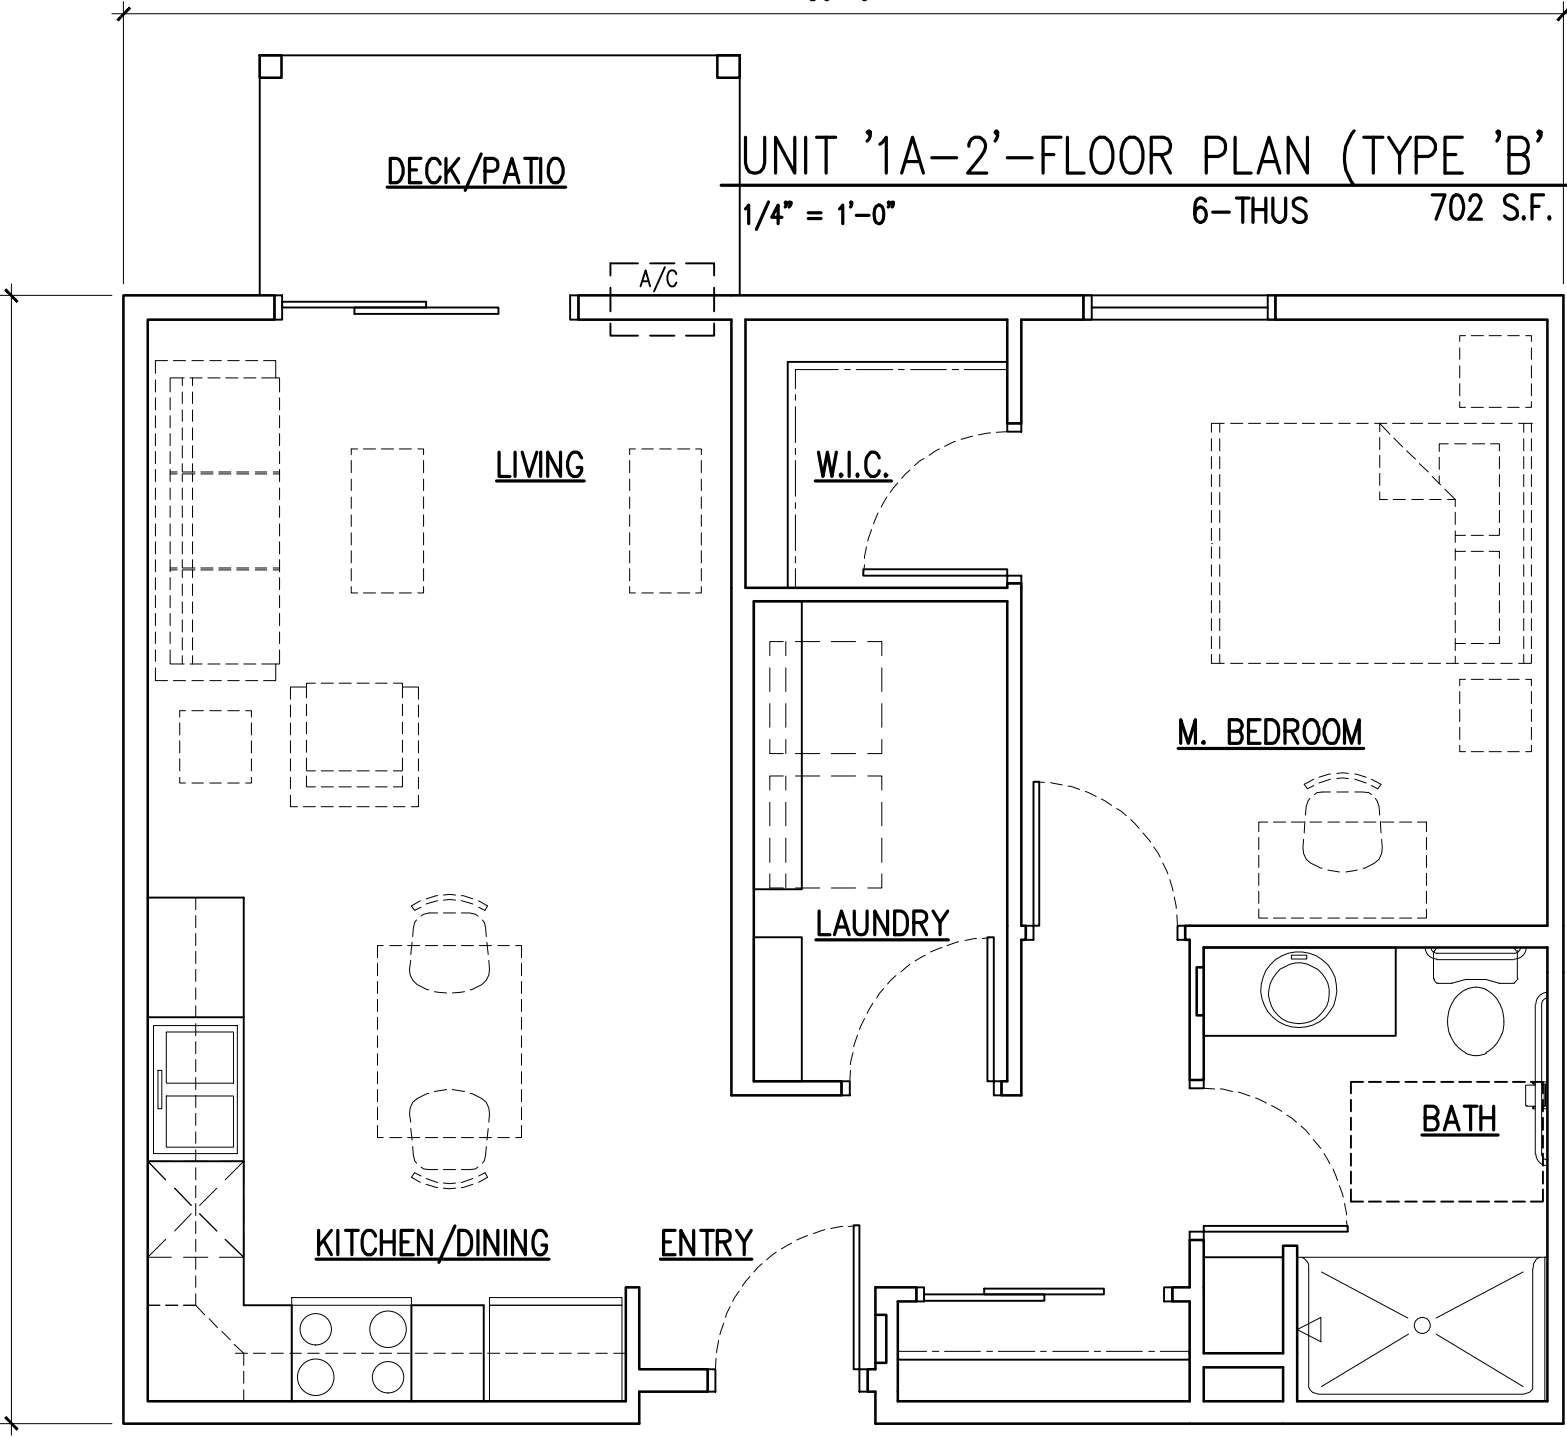 DECK/PATIO
UNIT '1A-2'-FLOOR PLAN (TYPE 'B'
1/4" = 1'-0" 6-THUS 702 S.F.
A/C
LIVING
W.I.C.
M. BEDROOM
LAUNDRY
BATH
KITCHEN/DINING
ENTRY